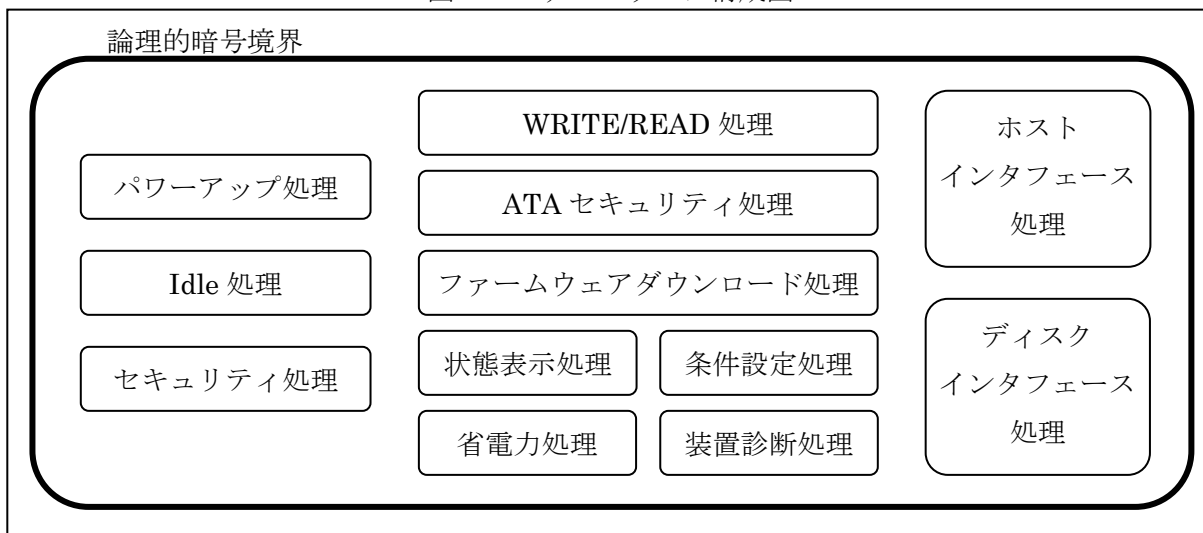 構成図
論理的暗号境界
パワーアップ処理
Idle 処理
セキュリティ処理
WRITE/READ 処理
ATA セキュリティ処理
ファームウェアダウンロード処理
状態表示処理
条件設定処理
省電力処理
装置診断処理
ホスト
インタフェース
処理
ディスク
インタフェース
処理